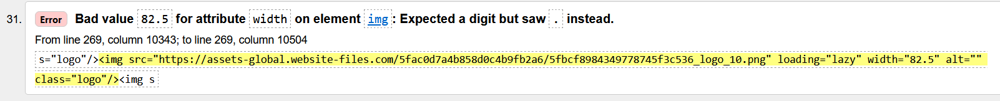 31. Error Bad value 82.5 for attribute width on element img: Expected a digit but saw . instead.
From line 269, column 10343; to line 269, column 10504
s="logo"/><img src="https://assets-global.website-files.com/5fac0d7a4b858d0c4b9fb2a6/5fbcf8984349778745f3c536_logo_10.png" loading="lazy" width="82.5" alt=""
class="logo"/><img s